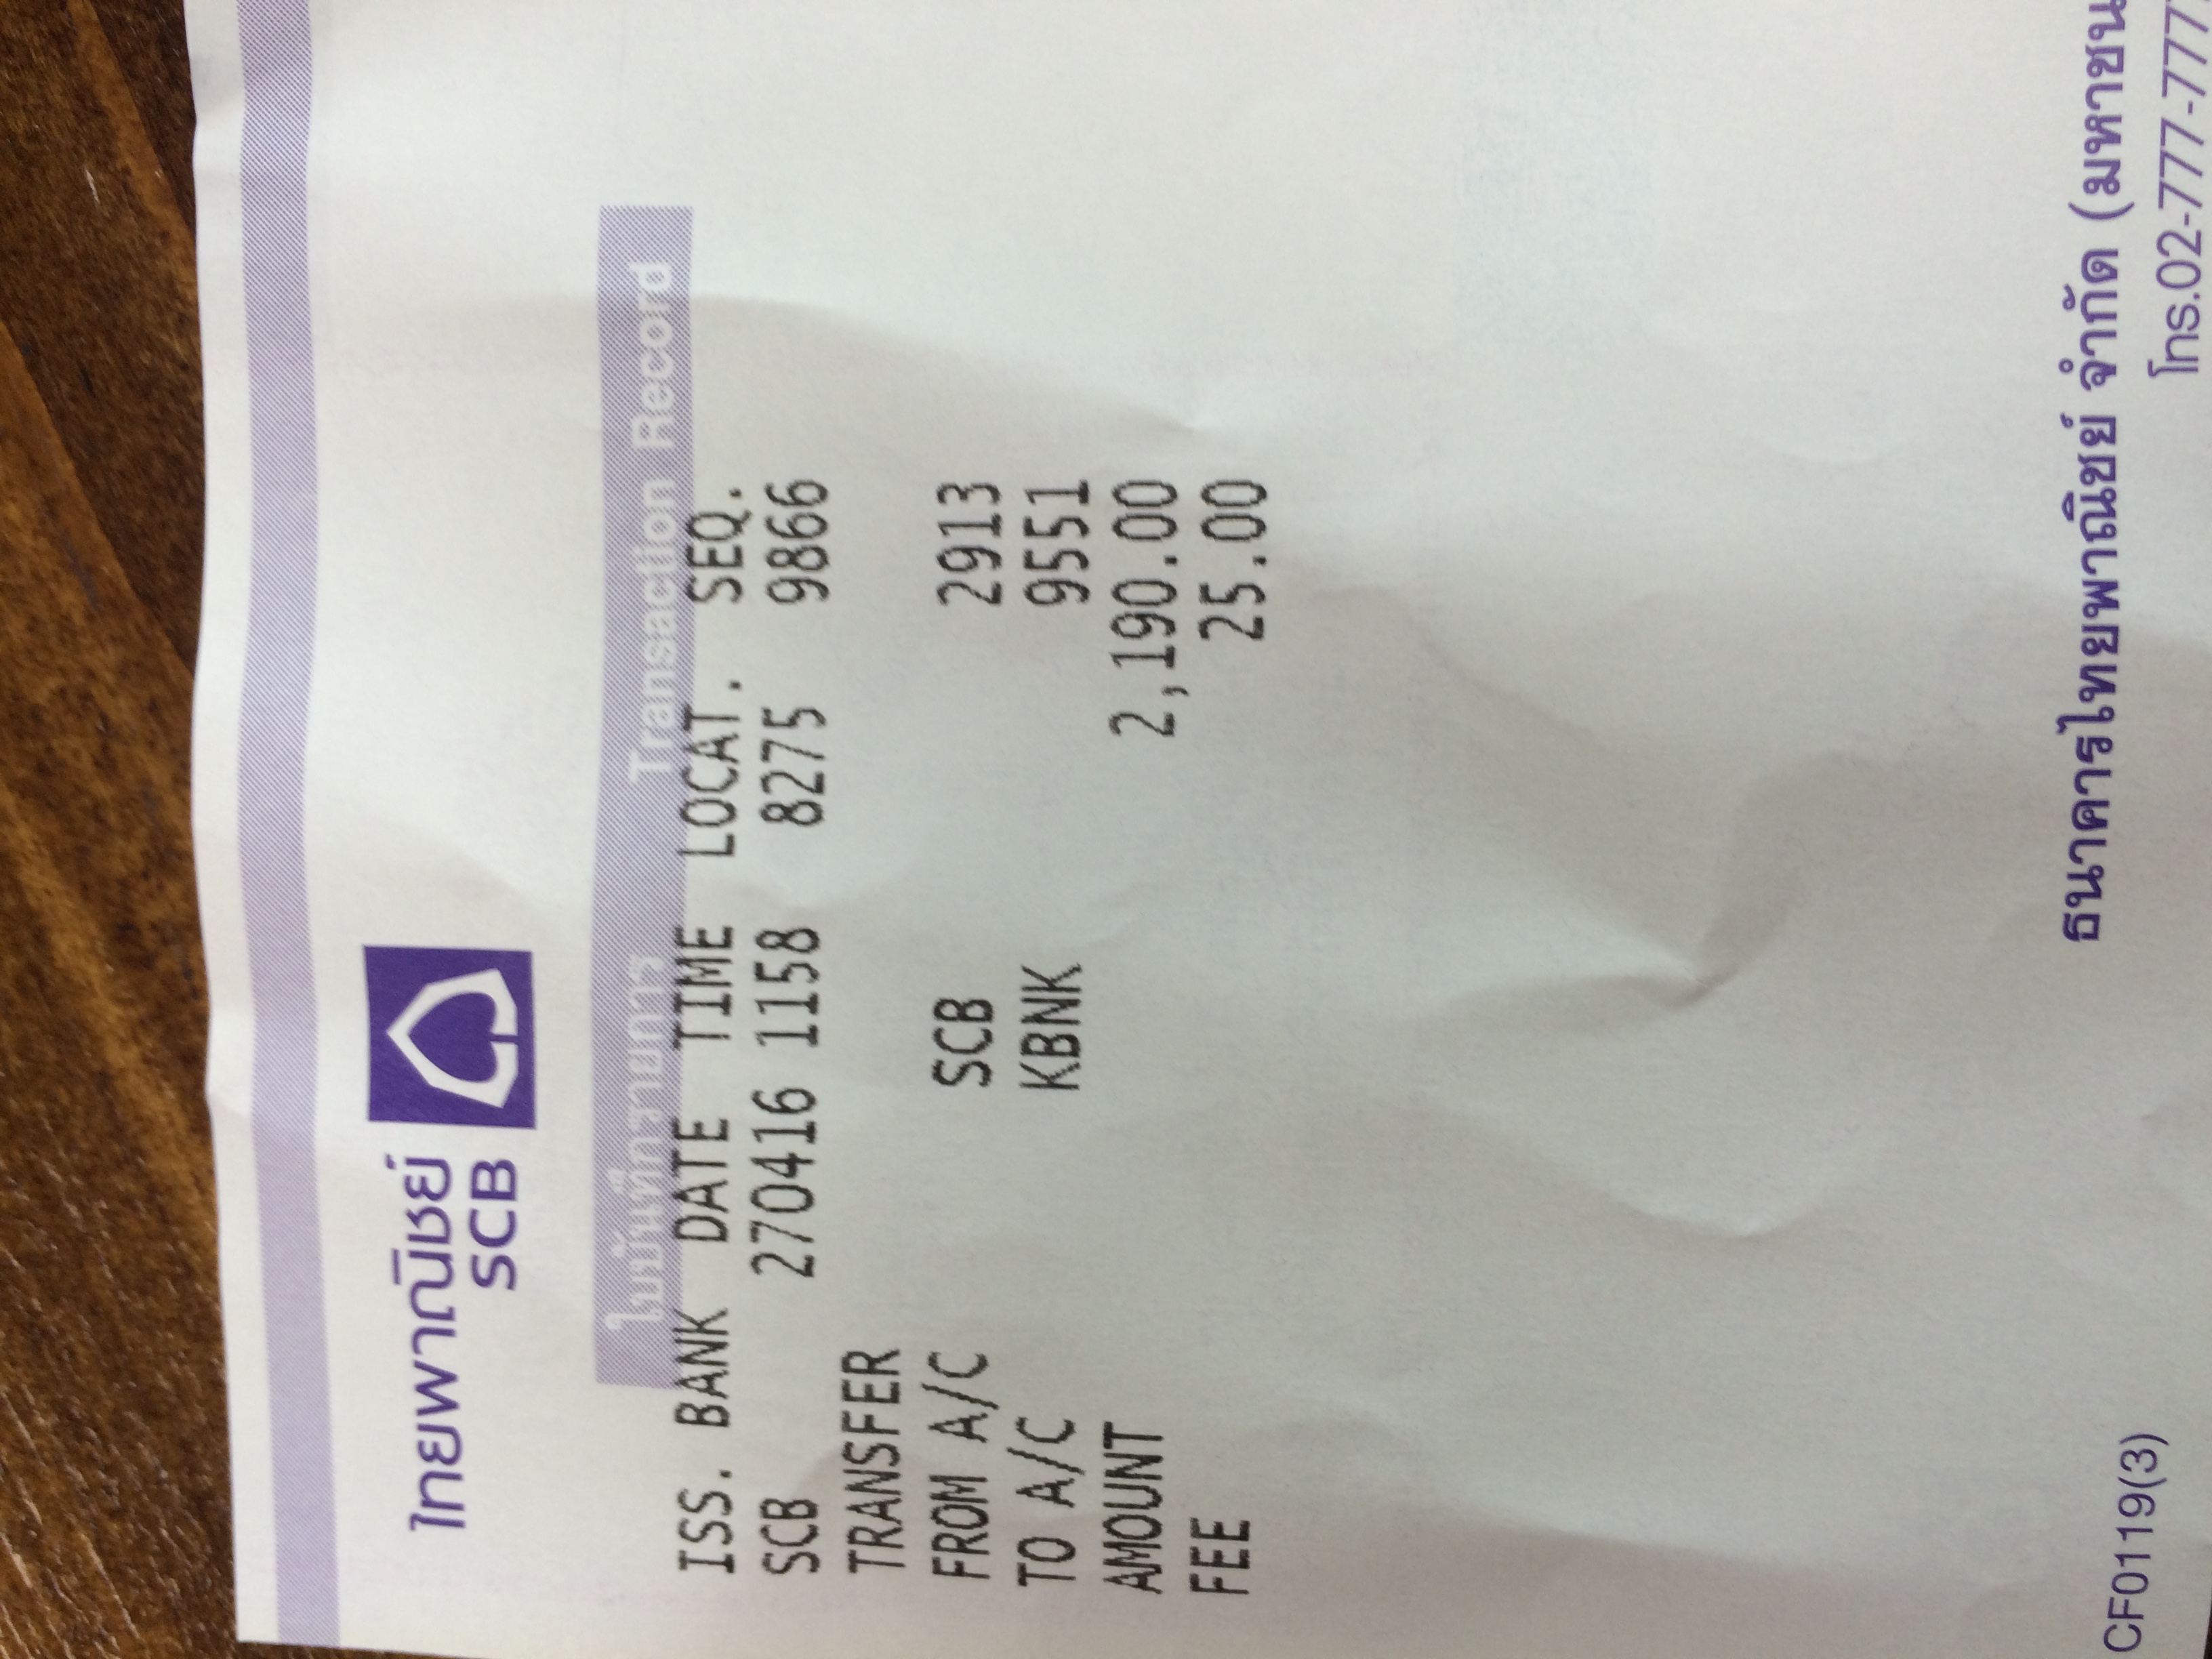 ไทยพาณิชย์
SCB
ใบบันทึกรายการ Transaction Record
ISS. BANK DATE TIME LOCAT. SEQ.
SCB 270416 1158 8275 9866
TRANSFER
FROM A/C SCB 2913
TO A/C KBNK 9551
AMOUNT 2,190.00
FEE 25.00
ธนาคารไทยพาณิชย์ จำกัด (มหาชน
โทร.02-777-777
CF0119(3)